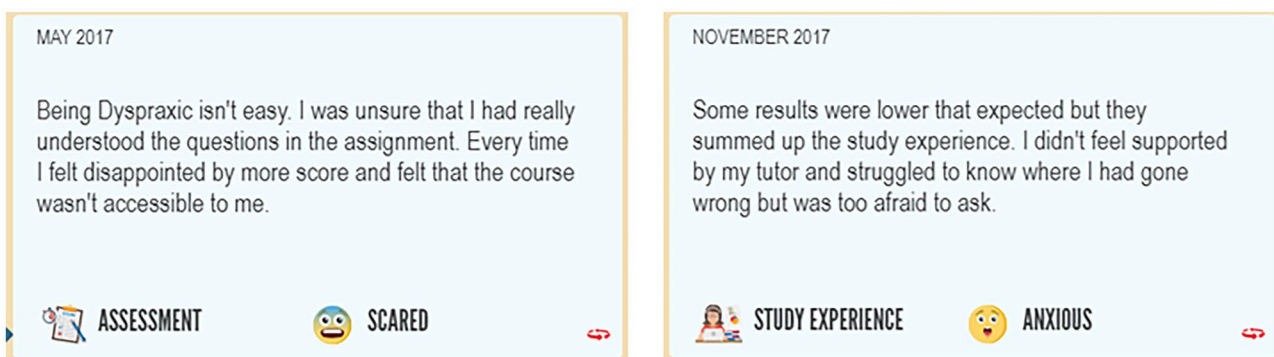 MAY 2017
Being Dyspraxic isn't easy. I was unsure that I had really
understood the questions in the assignment. Every time
I felt disappointed by more score and felt that the course
wasn't accessible to me.
ASSESSMENT
SCARED
NOVEMBER 2017
Some results were lower that expected but they
summed up the study experience. I didn't feel supported
by my tutor and struggled to know where I had gone
wrong but was too afraid to ask.
STUDY EXPERIENCE
ANXIOUS